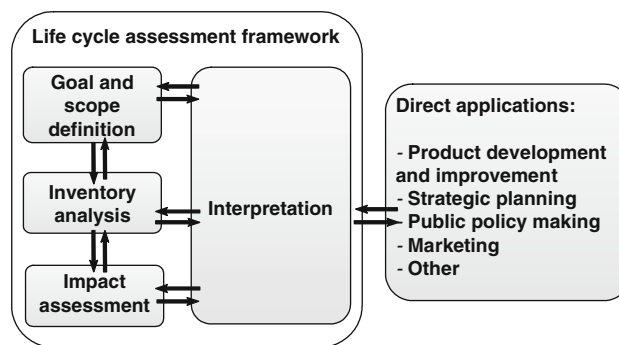 Life cycle assessment framework
Goal and
scope
definition
Inventory
analysis
Impact
assessment
Interpretation
Direct applications:
- Product development
and improvement
- Strategic planning
- Public policy making
- Marketing
- Other